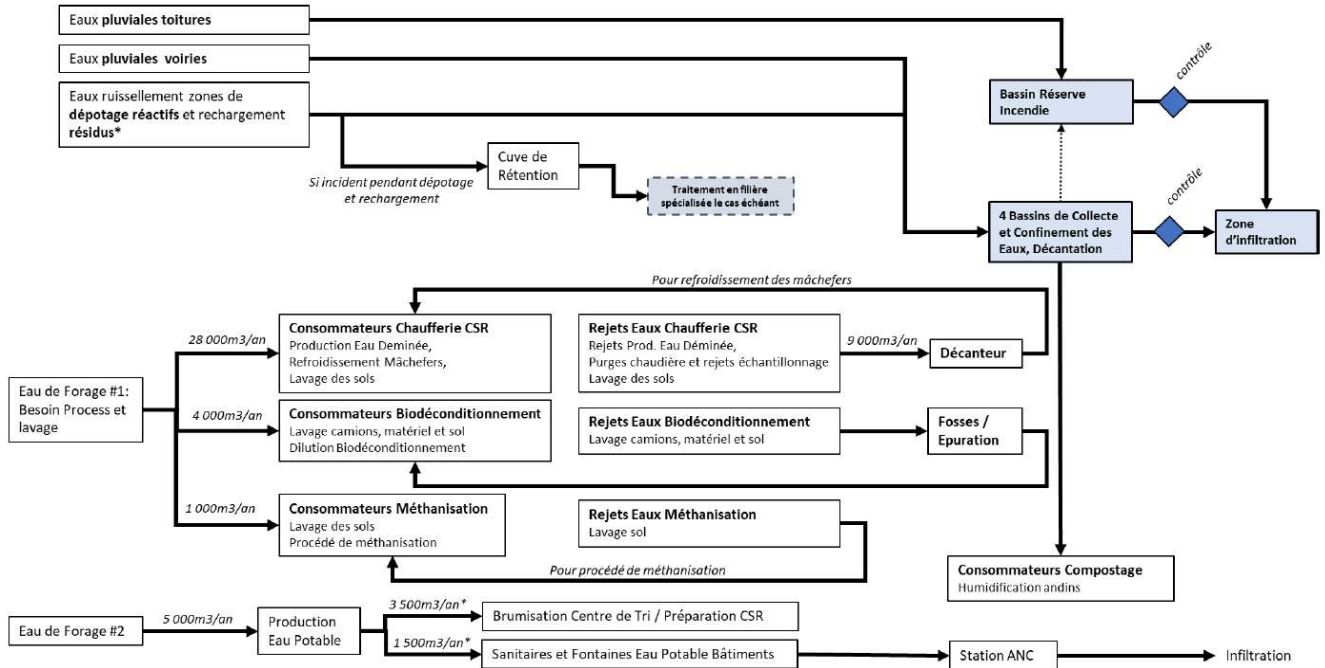 Eaux pluviales toitures
Eaux pluviales voiries
Eaux ruissellement zones de
dépotage réactifs et rechargement
résidus*
Si incident pendant dépotage
et rechargement
Cuve de
Rétention
Traitement en filière
spécialisée le cas échéant
Bassin Réserve
Incendie
contrôle
4 Bassins de Collecte
et Confinement des
Eaux, Décantation
contrôle
Zone
d'infiltration
Pour refroidissement des mâchefers
Eau de Forage #1:
Besoin Process et
lavage
28 000m3/an
Consommateurs Chaufferie CSR
Production Eau Deminée,
Refroidissement Mâchefers,
Lavage des sols
Rejets Eaux Chaufferie CSR
Rejets Prod. Eau Déminée,
Purges chaudière et rejets échantillonnage
Lavage des sols
9 000m3/an
Décanteur
4 000m3/an
Consommateurs Biodéconditionnement
Lavage camions, matériel et sol
Dilution Biodéconditionnement
Rejets Eaux Biodéconditionnement
Lavage camions, matériel et sol
Fosses /
Epuration
1 000m3/an
Consommateurs Méthanisation
Lavage des sols
Procédé de méthanisation
Rejets Eaux Méthanisation
Lavage sol
Pour procédé de méthanisation
Consommateurs Compostage
Humidification andins
Eau de Forage #2
5 000m3/an
Production
Eau Potable
3 500m3/an*
Brumisation Centre de Tri / Préparation CSR
1 500m3/an*
Sanitaires et Fontaines Eau Potable Bâtiments
Station ANC
Infiltration